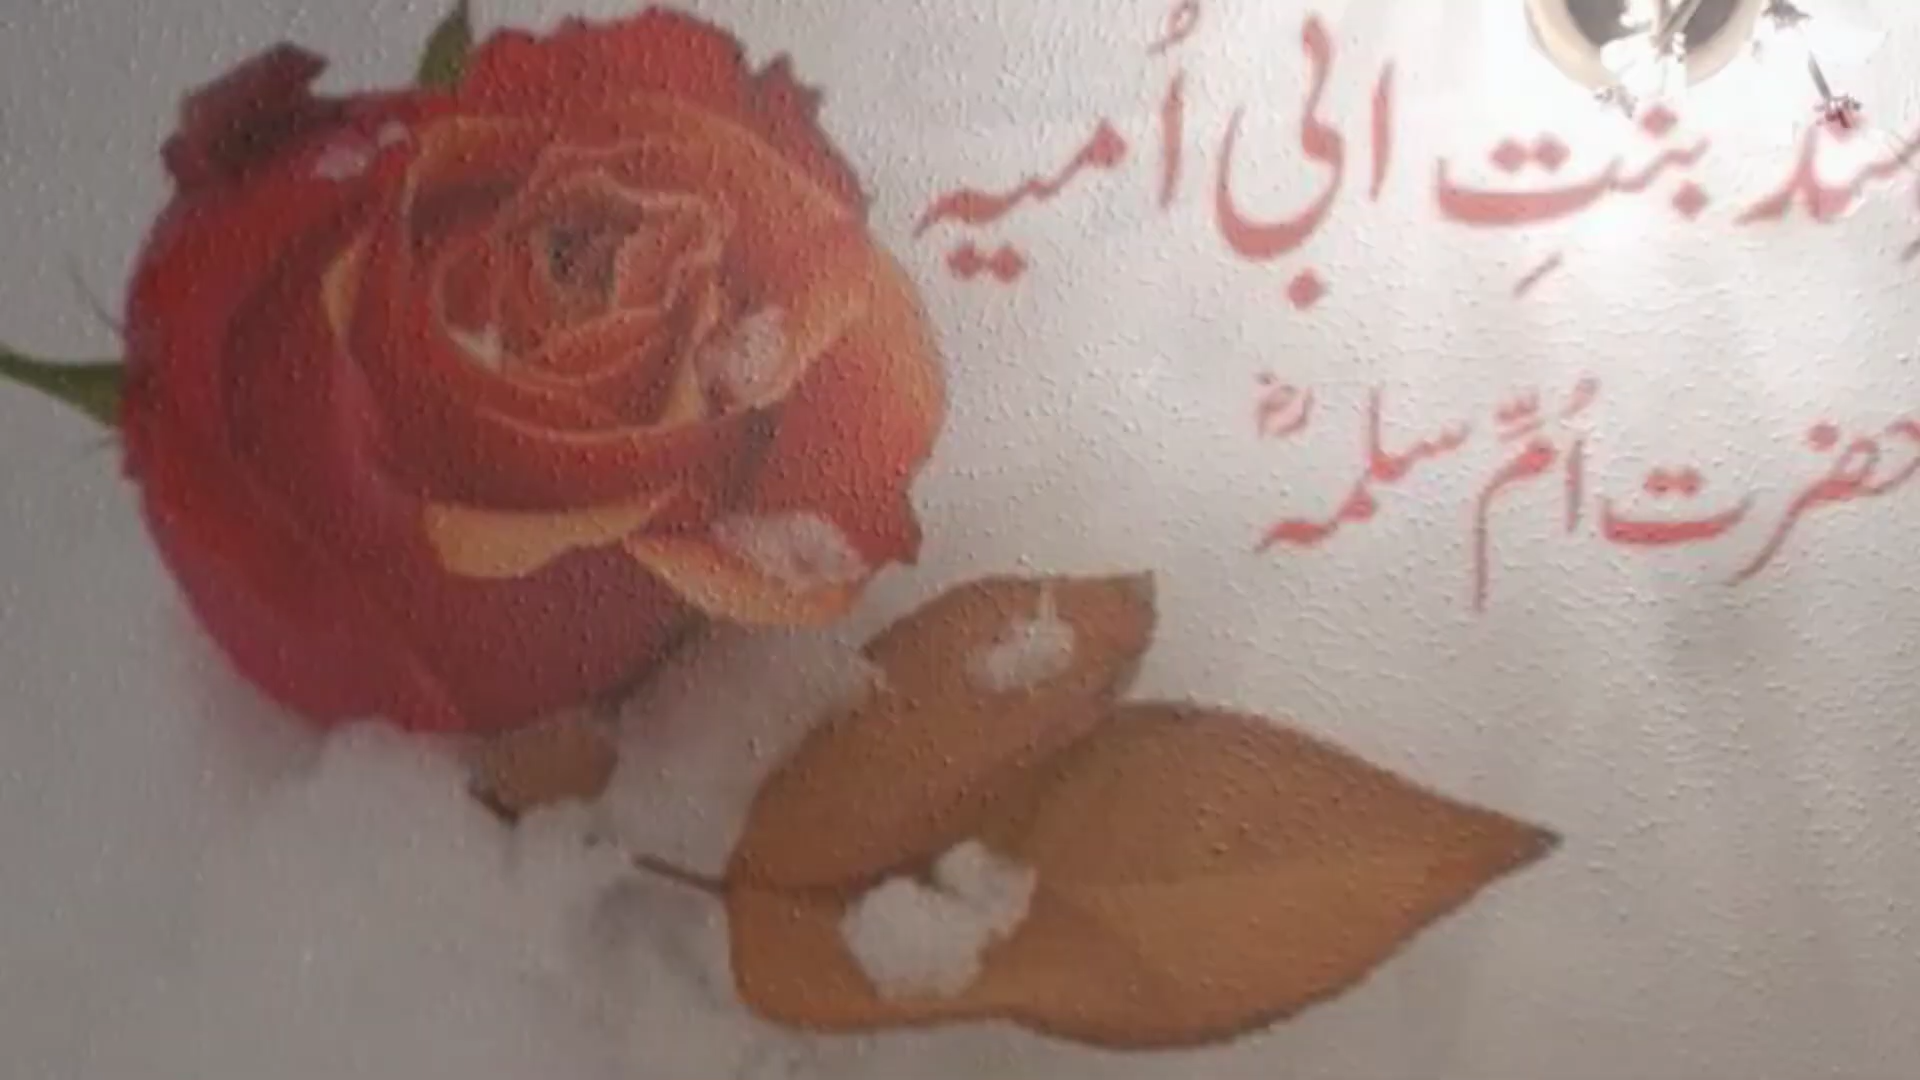 ہند بنتِ ابی اُمیہ
حضرت اُمِّ سلمہ ؓ